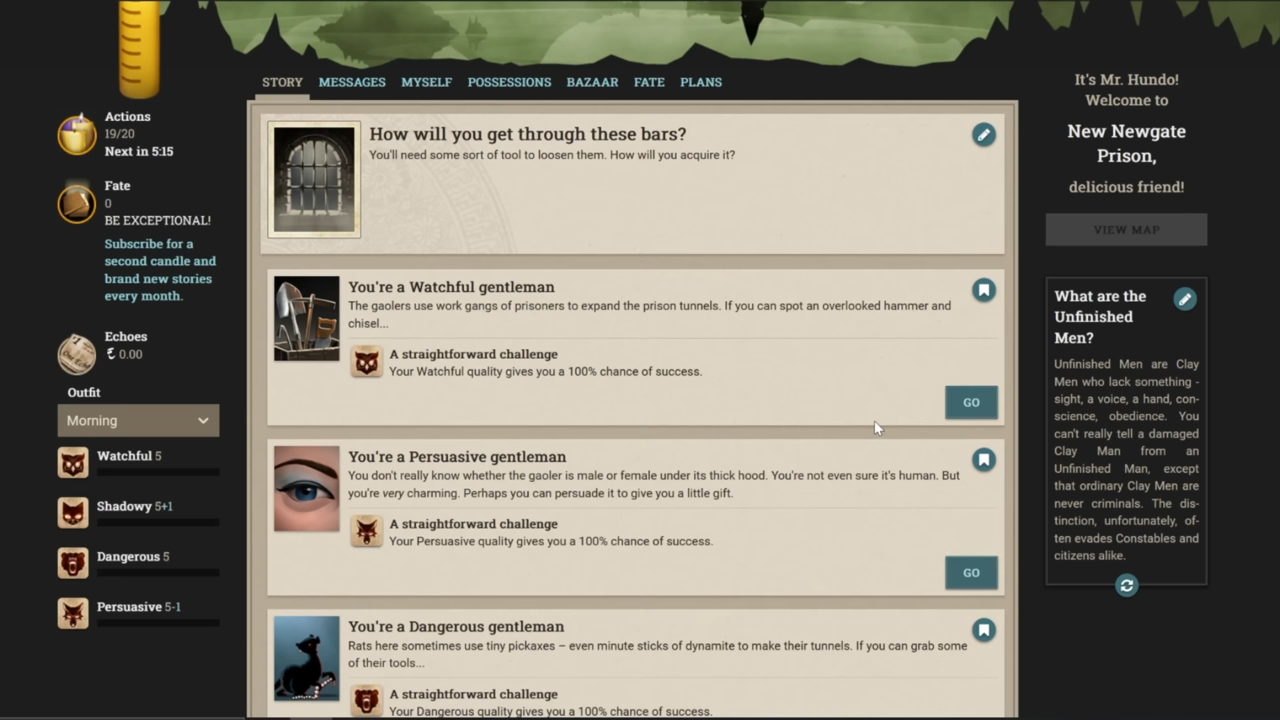 STORY MESSAGES MYSELF POSSESSIONS BAZAAR FATE PLANS
Actions
19/20
Next in 5:15
Fate
0
BE EXCEPTIONAL!
Subscribe for a
second candle and
brand new stories
every month.
Echoes
0.00
Outfit
Morning
Watchful 5
Shadowy 5+1
Dangerous 5
Persuasive 5-1
How will you get through these bars?
You'll need some sort of tool to loosen them. How will you acquire it?
You're a Watchful gentleman
The gaolers use work gangs of prisoners to expand the prison tunnels. If you can spot an overlooked hammer and
chisel...
A straightforward challenge
Your Watchful quality gives you a 100% chance of success.
GO
You're a Persuasive gentleman
You don't really know whether the gaoler is male or female under its thick hood. You're not even sure it's human. But
you're very charming. Perhaps you can persuade it to give you a little gift.
A straightforward challenge
Your Persuasive quality gives you a 100% chance of success.
GO
You're a Dangerous gentleman
Rats here sometimes use tiny pickaxes – even minute sticks of dynamite to make their tunnels. If you can grab some
of their tools...
A straightforward challenge
Your Dangerous quality gives you a 100% chance of success.
It's Mr. Hundo!
Welcome to
New Newgate
Prison,
delicious friend!
VIEW MAP
What are the
Unfinished
Men?
Unfinished Men are Clay
Men who lack something -
sight, a voice, a hand, con-
science, obedience. You
can't really tell a damaged
Clay Man from an
Unfinished Man, except
that ordinary Clay Men are
never criminals. The dis-
tinction, unfortunately, of-
ten evades Constables and
citizens alike.